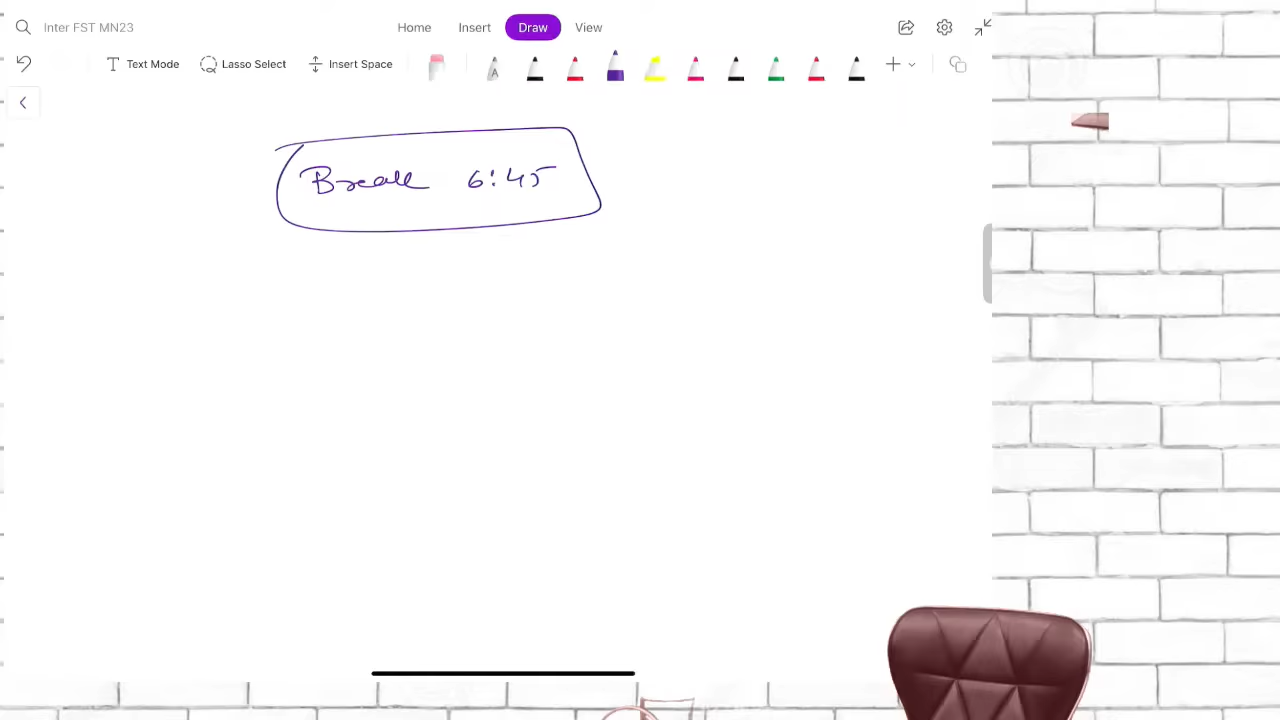 Inter FST MN23
Home Insert Draw View
Text Mode Lasso Select Insert Space
Break 6:45